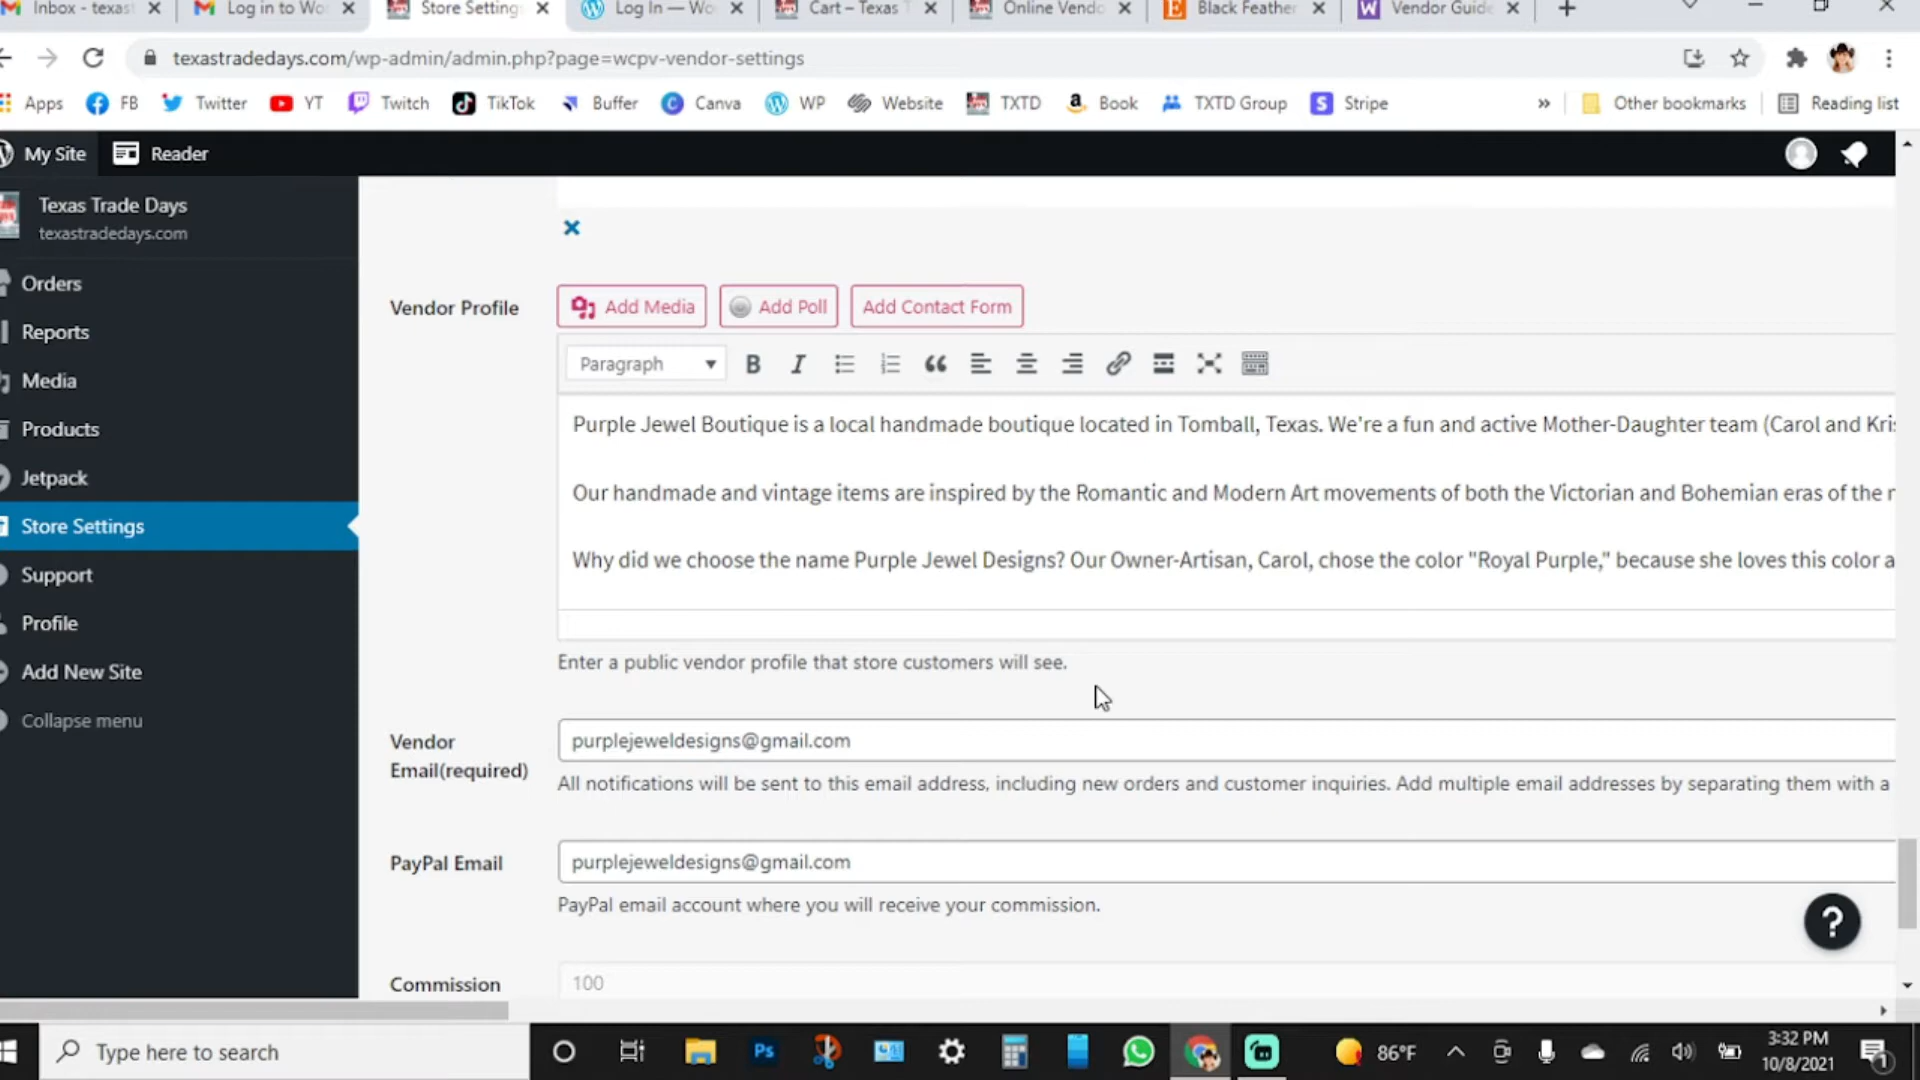 Inbox - texast
Log in to Wo
Store Setting
Log In — Wo
Cart – Texas T
Online Vendo
Black Feather
Vendor Guide
texastradedays.com/wp-admin/admin.php?page=wcpv-vendor-settings
Apps
FB
Twitter
YT
Twitch
TikTok
Buffer
Canva
WP
Website
TXTD
Book
TXTD Group
Stripe
»
Other bookmarks
Reading list
My Site
Reader
Texas Trade Days
texastradedays.com
Orders
Reports
Media
Products
Jetpack
Store Settings
Support
Profile
Add New Site
Collapse menu
Vendor Profile
Add Media
Add Poll
Add Contact Form
Paragraph
Purple Jewel Boutique is a local handmade boutique located in Tomball, Texas. We're a fun and active Mother-Daughter team (Carol and Kris
Our handmade and vintage items are inspired by the Romantic and Modern Art movements of both the Victorian and Bohemian eras of the
Why did we choose the name Purple Jewel Designs? Our Owner-Artisan, Carol, chose the color "Royal Purple," because she loves this color a
Enter a public vendor profile that store customers will see.
Vendor
Email(required)
purplejeweldesigns@gmail.com
All notifications will be sent to this email address, including new orders and customer inquiries. Add multiple email addresses by separating them with a
PayPal Email
purplejeweldesigns@gmail.com
PayPal email account where you will receive your commission.
Commission
100
Type here to search
Ps
86°F
3:32 PM
10/8/2021
1